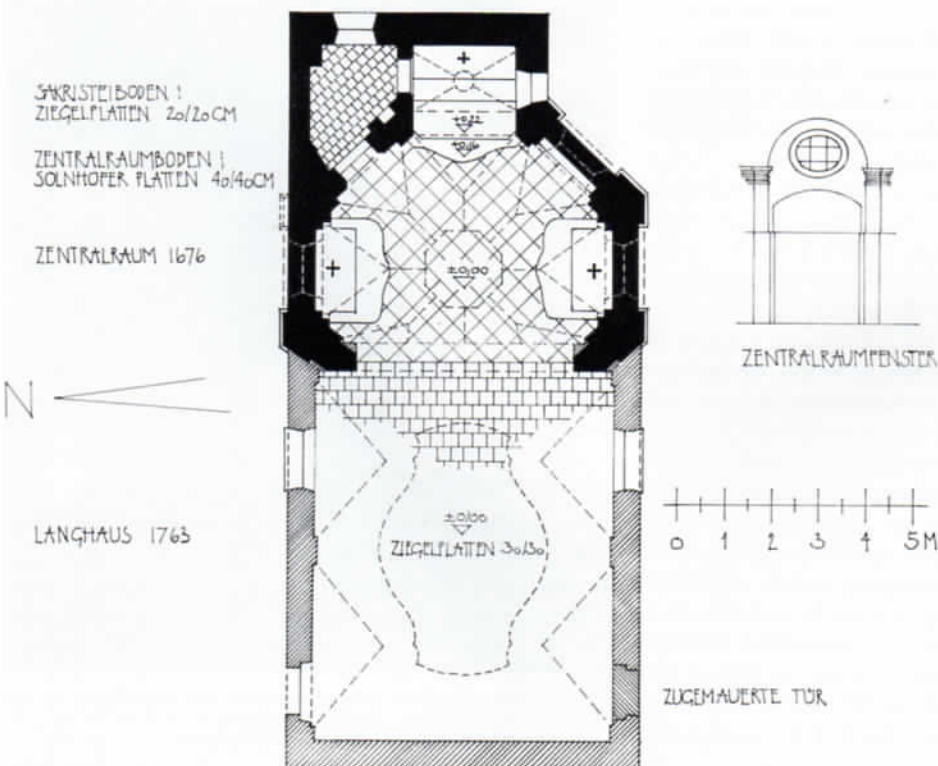 SAKRISTEIBODEN :
ZIEGELPLATTEN 20/20CM
ZENTRALRAUMBODEN :
SOLNHOFER PLATTEN 40/40CM
ZENTRALRAUM 1676
N
LANGHAUS 1763
±0/00
±0/00
ZIEGELPLATTEN 30/30
ZENTRALRAUMFENSTER
0 1 2 3 4 5 M
ZUGEMAUERTE TÜR